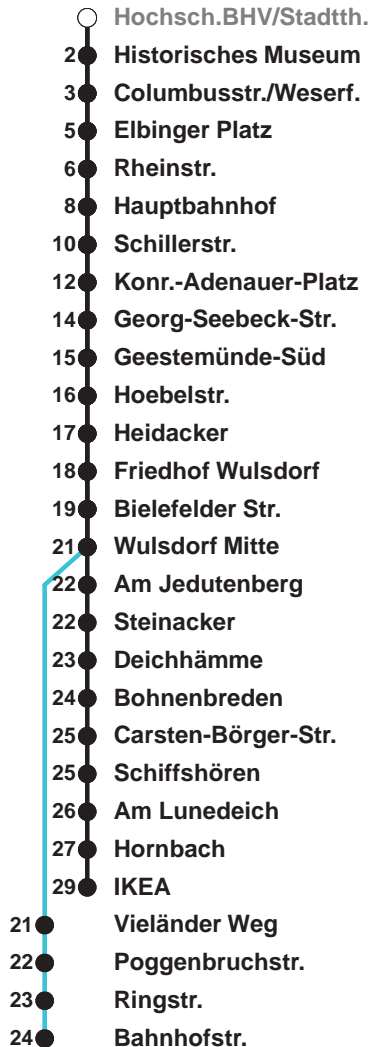 Hochsch.BHV/Stadtth.
2 Historisches Museum
3 Columbusstr./Weserf.
5 Elbinger Platz
6 Rheinstr.
8 Hauptbahnhof
10 Schillerstr.
12 Konr.-Adenauer-Platz
14 Georg-Seebeck-Str.
15 Geestemünde-Süd
16 Hoebelstr.
17 Heidacker
18 Friedhof Wulsdorf
19 Bielefelder Str.
21 Wulsdorf Mitte
22 Am Jedutenberg
22 Steinacker
23 Deichhämme
24 Bohnenbreden
25 Carsten-Börger-Str.
25 Schiffshören
26 Am Lunedeich
27 Hornbach
29 IKEA
21 Vieländer Weg
22 Poggenbruchstr.
23 Ringstr.
24 Bahnhofstr.